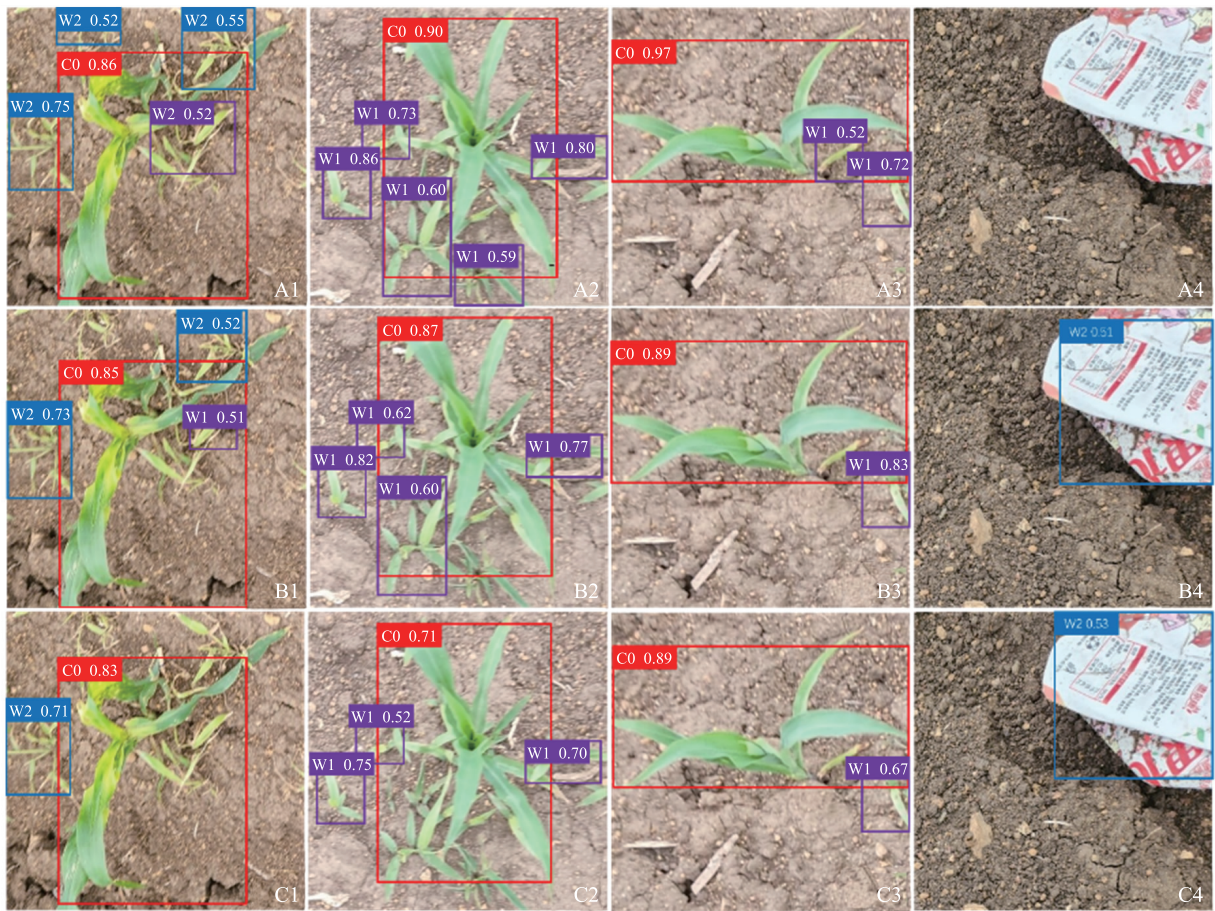 W2 0.52
W2 0.55
C0 0.86
W2 0.75
W2 0.52
A1
C0 0.90
W1 0.73
W1 0.86
W1 0.80
W1 0.60
W1 0.59
A2
C0 0.97
W1 0.52
W1 0.72
A3
A4
W2 0.52
C0 0.85
W2 0.73
W1 0.51
B1
C0 0.87
W1 0.62
W1 0.82
W1 0.77
W1 0.60
B2
C0 0.89
W1 0.83
B3
W2 0.51
B4
C0 0.83
W2 0.71
C1
C0 0.71
W1 0.52
W1 0.75
W1 0.70
C2
C0 0.89
W1 0.67
C3
W2 0.53
C4